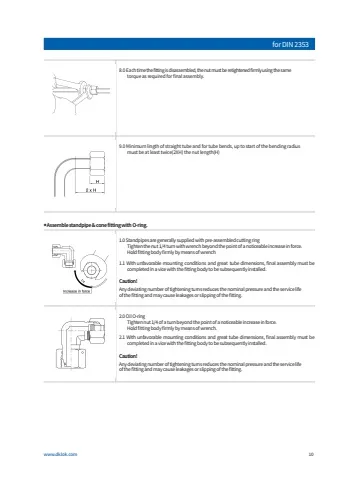 for DIN 2353
8.0 Each time the fitting is disassembled, the nut must be retightened firmly using the same
torque as required for final assembly.
9.0 Minimum length of straight tube end for tube bends, up to start of the bending radius
must be at least twice(2XH) the nut length(H)
H
2 x H
Assemble standpipe & cone fitting with O-ring.
1.0 Standpipes are generally supplied with pre-assembled cutting ring
Tighten the nut 1/4 turn with wrench beyond the point of a noticeable increase in force.
Hold fitting body firmly by means of wrench
1.1 With unfavorable mounting conditions and great tube dimensions, final assembly must be
completed in a vice with the fitting body to be subsequently installed.
Caution!
Any deviating number of tightening turns reduces the nominal pressure and the service life
of the fitting and may cause leakages or slipping of the fitting.
Increase in force
2.0 Oil O-ring
Tighten nut 1/4 of a turn beyond the point of a noticeable increase in force.
Hold fitting body firmly by means of wrench.
2.1 With unfavorable mounting conditions and great tube dimensions, final assembly must be
completed in a vice with the fitting body to be subsequently installed.
Caution!
Any deviating number of tightening turns reduces the nominal pressure and the service life
of the fitting and may cause leakages or slipping of the fitting.
www.dklok.com